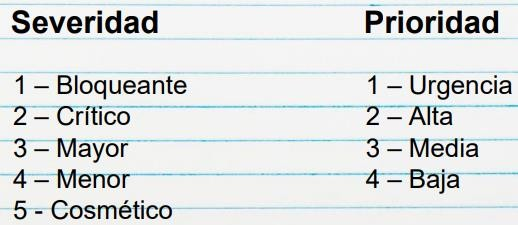 Severidad Prioridad
1 – Bloqueante 1 – Urgencia
2 – Crítico 2 – Alta
3 – Mayor 3 – Media
4 – Menor 4 – Baja
5 - Cosmético